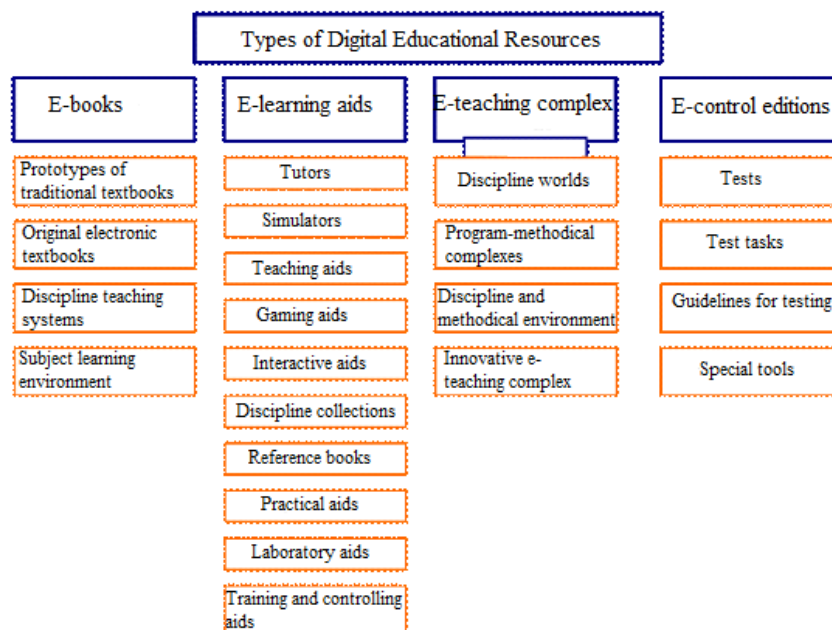 Types of Digital Educational Resources
E-books
Prototypes of
traditional textbooks
Original electronic
textbooks
Discipline teaching
systems
Subject learning
environment
E-learning aids
Tutors
Simulators
Teaching aids
Gaming aids
Interactive aids
Discipline collections
Reference books
Practical aids
Laboratory aids
Training and controlling
aids
E-teaching complex
Discipline worlds
Program-methodical
complexes
Discipline and
methodical environment
Innovative e-
teaching complex
E-control editions
Tests
Test tasks
Guidelines for testing
Special tools